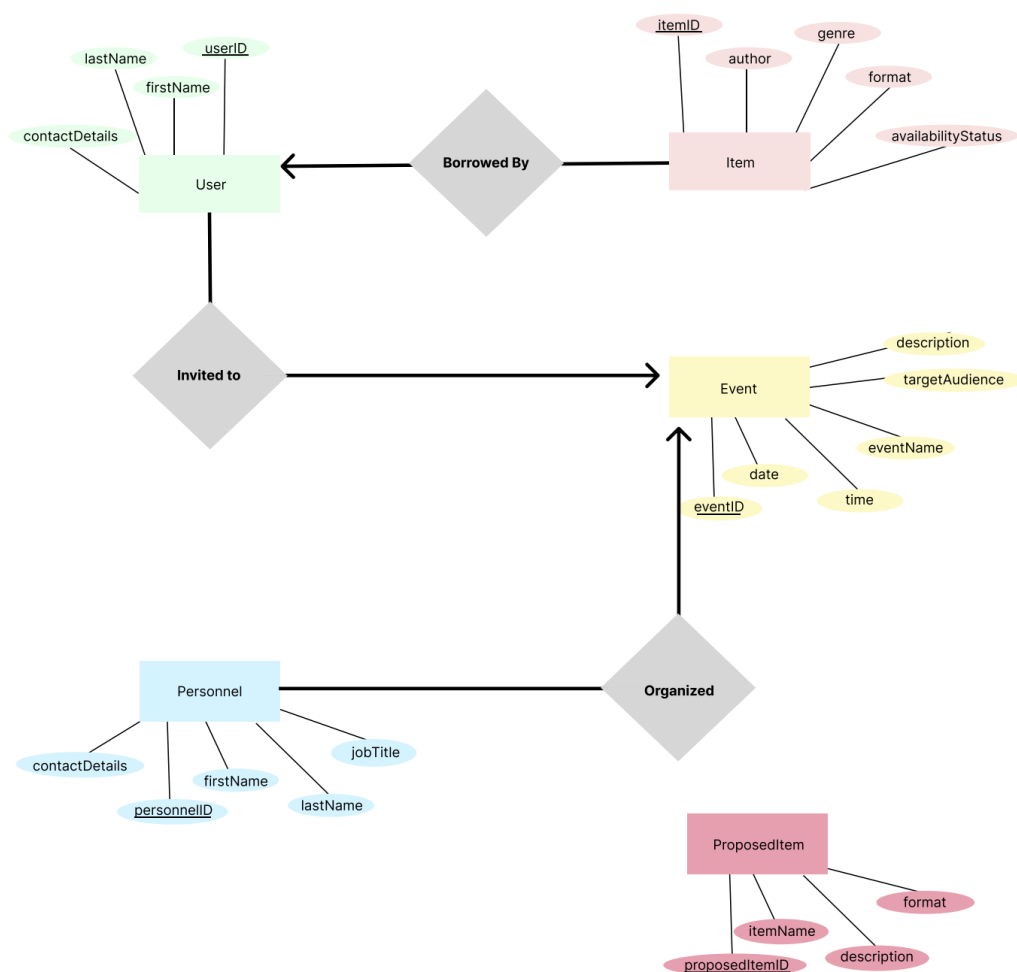 userID
lastName
firstName
contactDetails
User
Borrowed By
itemID
genre
author
format
availabilityStatus
Item
Invited to
description
targetAudience
Event
eventName
date
time
eventID
Personnel
Organized
jobTitle
contactDetails
firstName
lastName
personnelID
ProposedItem
format
itemName
description
proposedItemID